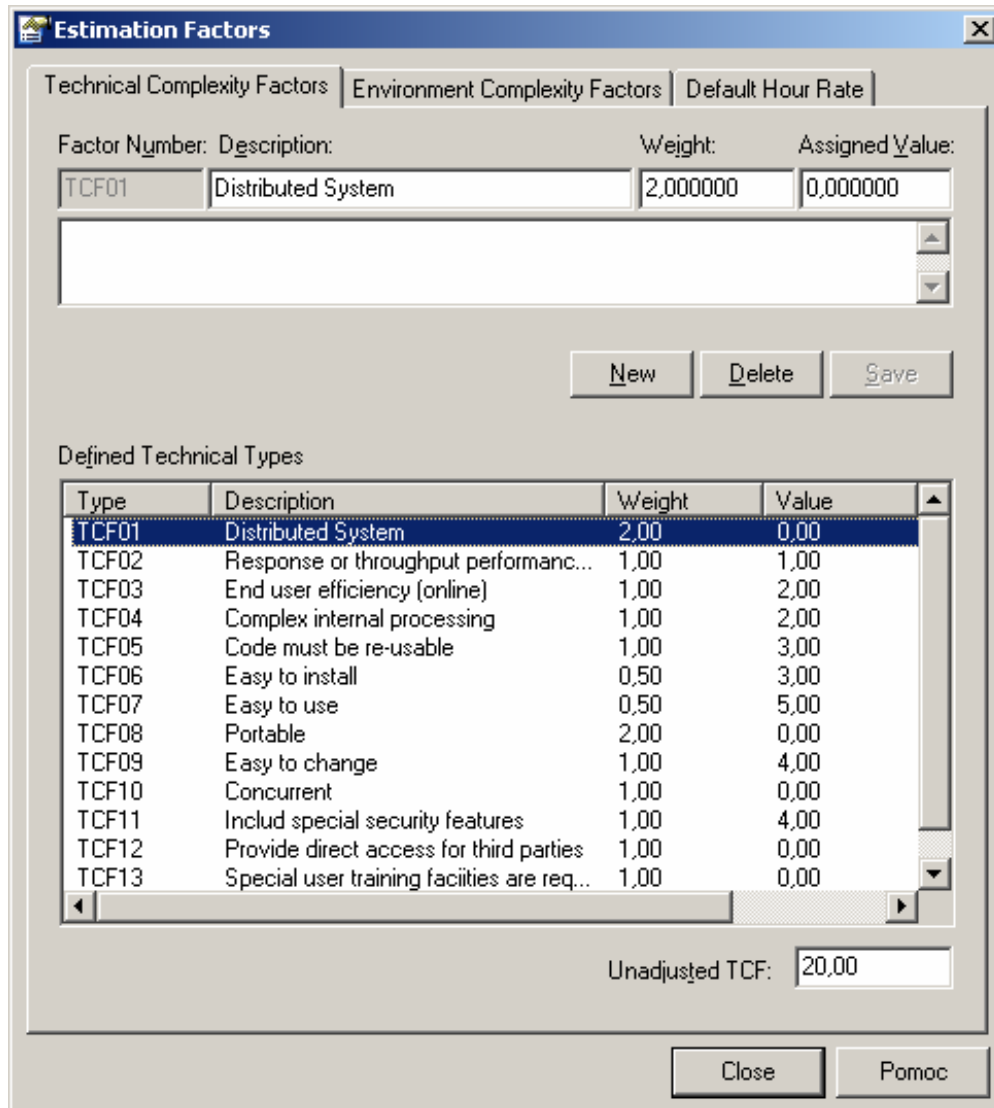 Estimation Factors
Technical Complexity Factors Environment Complexity Factors Default Hour Rate
Factor Number: Description: Weight: Assigned Value:
TCF01 Distributed System 2,000000 0,000000
New Delete Save
Defined Technical Types
Type Description Weight Value
TCF01 Distributed System 2,00 0,00
TCF02 Response or throughput performanc... 1,00 1,00
TCF03 End user efficiency (online) 1,00 2,00
TCF04 Complex internal processing 1,00 2,00
TCF05 Code must be re-usable 1,00 3,00
TCF06 Easy to install 0,50 3,00
TCF07 Easy to use 0,50 5,00
TCF08 Portable 2,00 0,00
TCF09 Easy to change 1,00 4,00
TCF10 Concurrent 1,00 0,00
TCF11 Includ special security features 1,00 4,00
TCF12 Provide direct access for third parties 1,00 0,00
TCF13 Special user training faciities are req... 1,00 0,00
Unadjusted TCF: 20,00
Close Pomoc